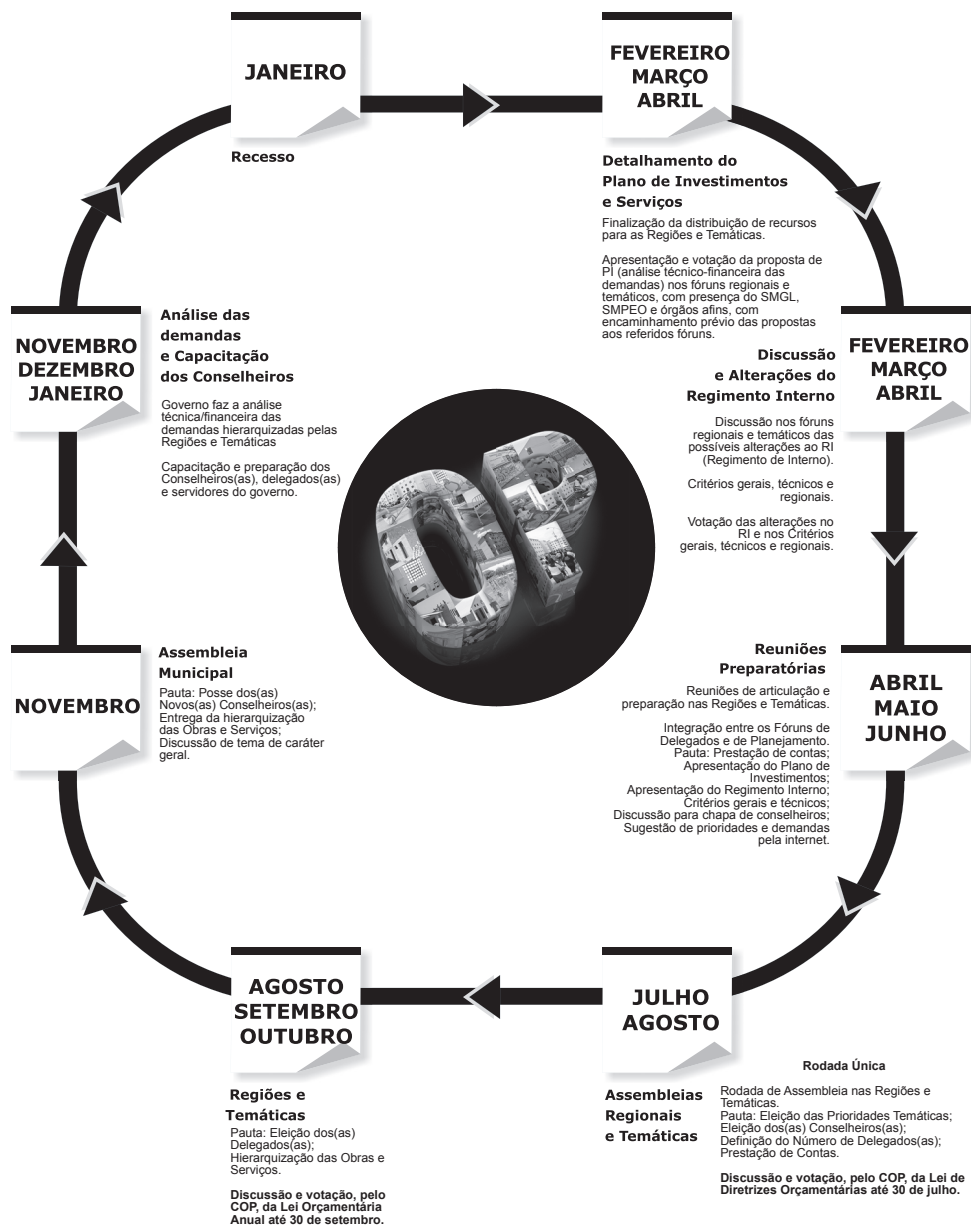 JANEIRO
Recesso
FEVEREIRO
MARÇO
ABRIL
Detalhamento do
Plano de Investimentos
e Serviços
Finalização da distribuição de recursos
para as Regiões e Temáticas.
Apresentação e votação da proposta de
PI (análise técnico-financeira das
demandas) nos fóruns regionais e
temáticos, com presença do SMGL,
SMPEO e órgãos afins, com
encaminhamento prévio das propostas
aos referidos fóruns.
FEVEREIRO
MARÇO
ABRIL
Discussão
e Alterações do
Regimento Interno
Discussão nos fóruns
regionais e temáticos das
possíveis alterações ao RI
(Regimento de Interno).
Critérios gerais, técnicos e
regionais.
Votação das alterações no
RI e nos Critérios
gerais, técnicos e regionais.
ABRIL
MAIO
JUNHO
Reuniões
Preparatórias
Reuniões de articulação e
preparação nas Regiões e Temáticas.
Integração entre os Fóruns de
Delegados e de Planejamento.
Pauta: Prestação de contas;
Apresentação do Plano de
Investimentos;
Apresentação do Regimento Interno;
Critérios gerais e técnicos;
Discussão para chapa de conselheiros;
Sugestão de prioridades e demandas
pela internet.
JULHO
AGOSTO
Assembleias
Regionais
e Temáticas
Rodada Única
Rodada de Assembleia nas Regiões e
Temáticas.
Pauta: Eleição das Prioridades Temáticas;
Eleição dos(as) Conselheiros(as);
Definição do Número de Delegados(as);
Prestação de Contas.
Discussão e votação, pelo COP, da Lei de
Diretrizes Orçamentárias até 30 de julho.
AGOSTO
SETEMBRO
OUTUBRO
Regiões e
Temáticas
Pauta: Eleição dos(as)
Delegados(as);
Hierarquização das Obras e
Serviços.
Discussão e votação, pelo
COP, da Lei Orçamentária
Anual até 30 de setembro.
NOVEMBRO
Assembleia
Municipal
Pauta: Posse dos(as)
Novos(as) Conselheiros(as);
Entrega da hierarquização
das Obras e Serviços;
Discussão de tema de caráter
geral.
NOVEMBRO
DEZEMBRO
JANEIRO
Análise das
demandas
e Capacitação
dos Conselheiros
Governo faz a análise
técnica/financeira das
demandas hierarquizadas pelas
Regiões e Temáticas
Capacitação e preparação dos
Conselheiros(as), delegados(as)
e servidores do governo.
OP